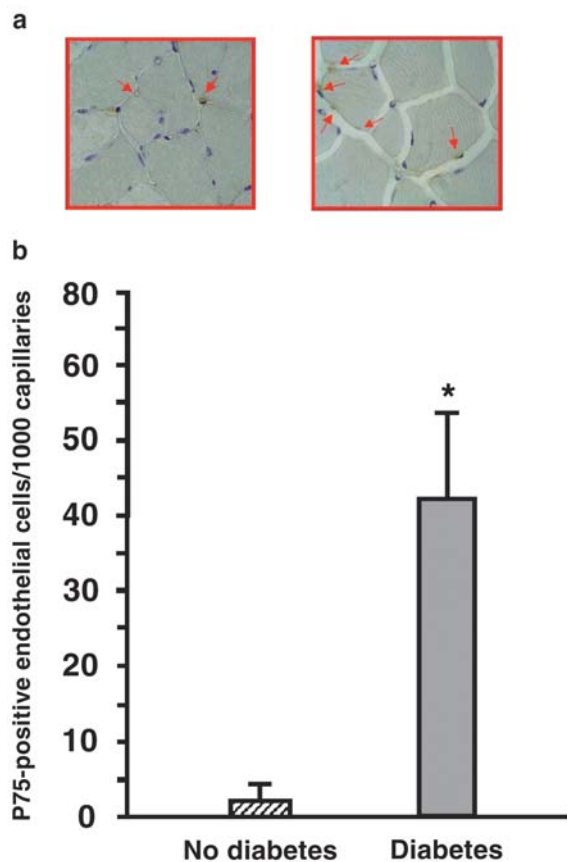 a
b
P75-positive endothelial cells/1000 capillaries
80
60
50
40
30
20
10
0
*
No diabetes
Diabetes